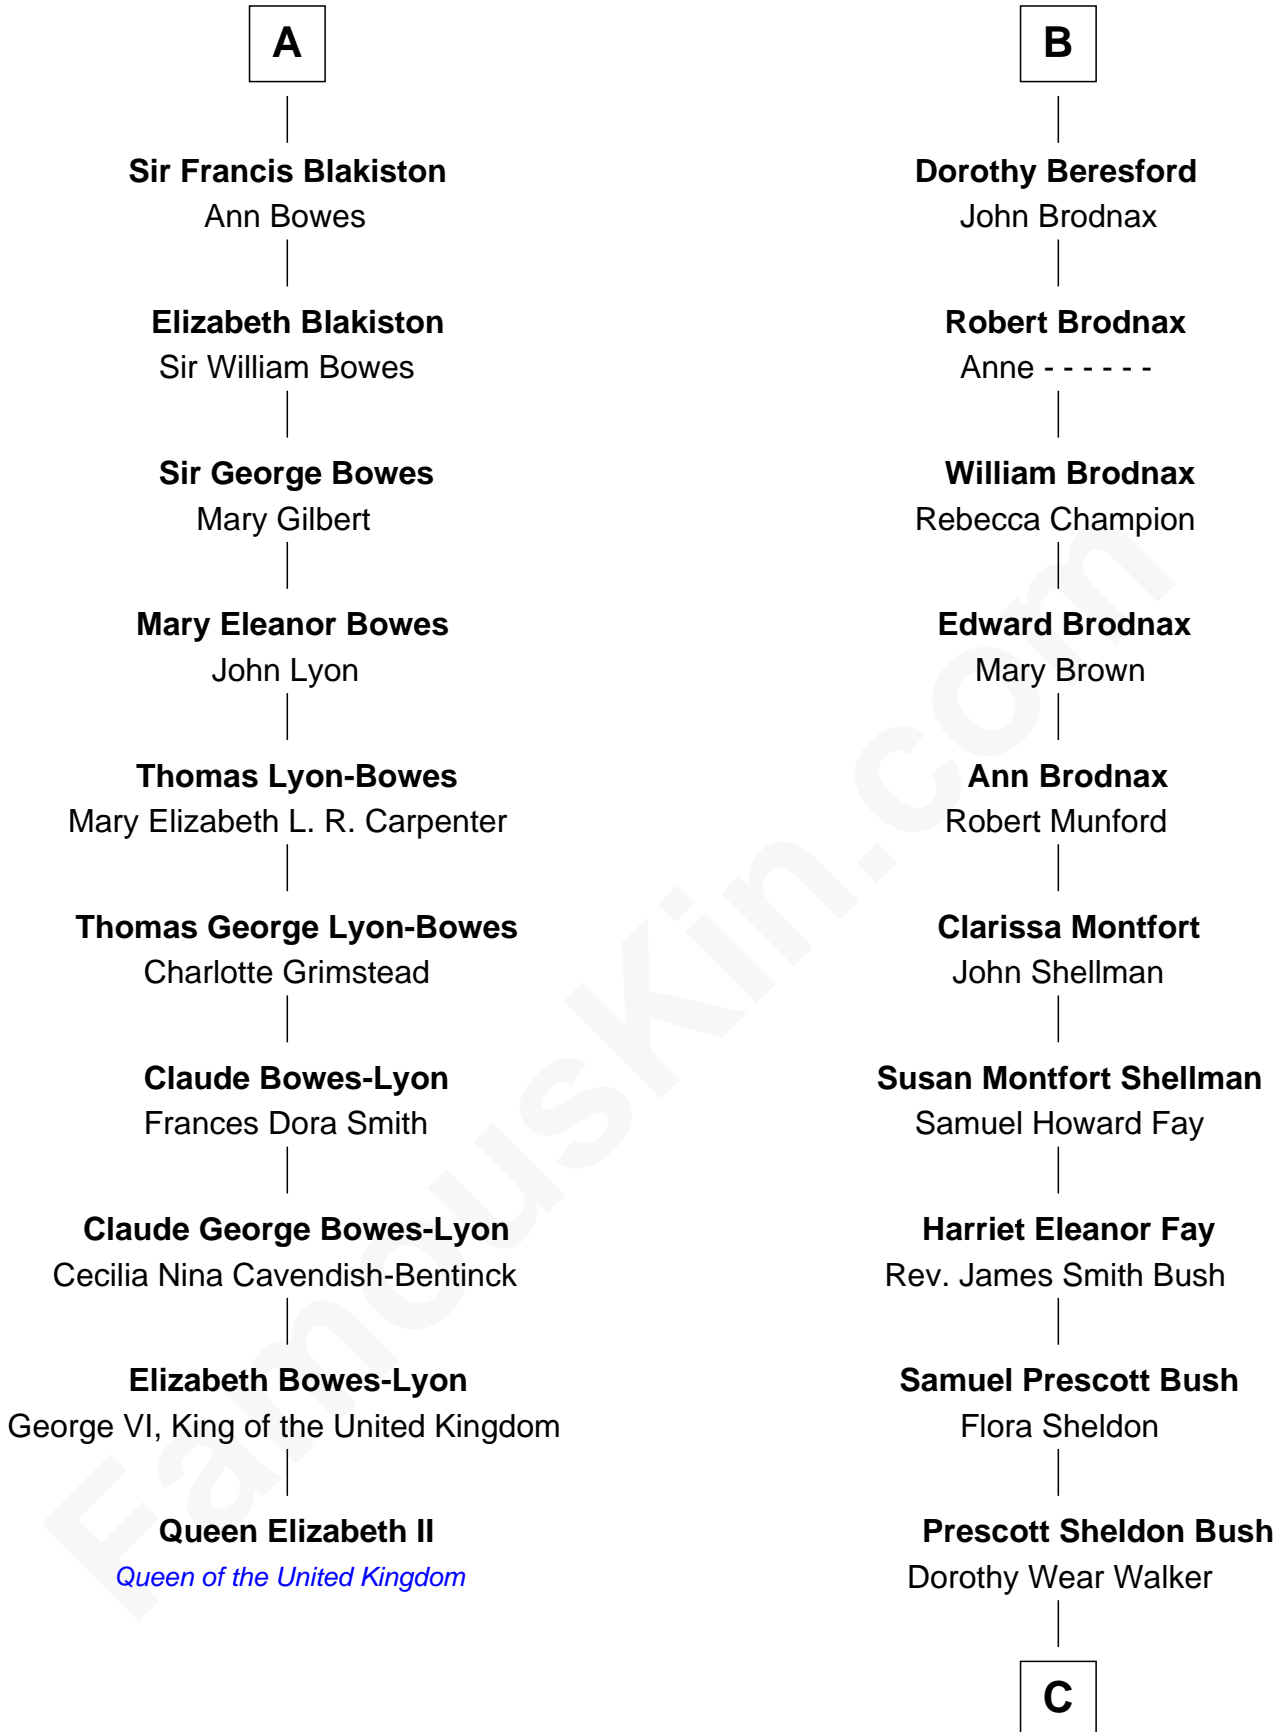 A
Sir Francis Blakiston
Ann Bowes
Elizabeth Blakiston
Sir William Bowes
Sir George Bowes
Mary Gilbert
Mary Eleanor Bowes
John Lyon
Thomas Lyon-Bowes
Mary Elizabeth L. R. Carpenter
Thomas George Lyon-Bowes
Charlotte Grimstead
Claude Bowes-Lyon
Frances Dora Smith
Claude George Bowes-Lyon
Cecilia Nina Cavendish-Bentinck
Elizabeth Bowes-Lyon
George VI, King of the United Kingdom
Queen Elizabeth II
Queen of the United Kingdom
B
Dorothy Beresford
John Brodnax
Robert Brodnax
Anne - - - - - -
William Brodnax
Rebecca Champion
Edward Brodnax
Mary Brown
Ann Brodnax
Robert Munford
Clarissa Montfort
John Shellman
Susan Montfort Shellman
Samuel Howard Fay
Harriet Eleanor Fay
Rev. James Smith Bush
Samuel Prescott Bush
Flora Sheldon
Prescott Sheldon Bush
Dorothy Wear Walker
C
FamousKin.com